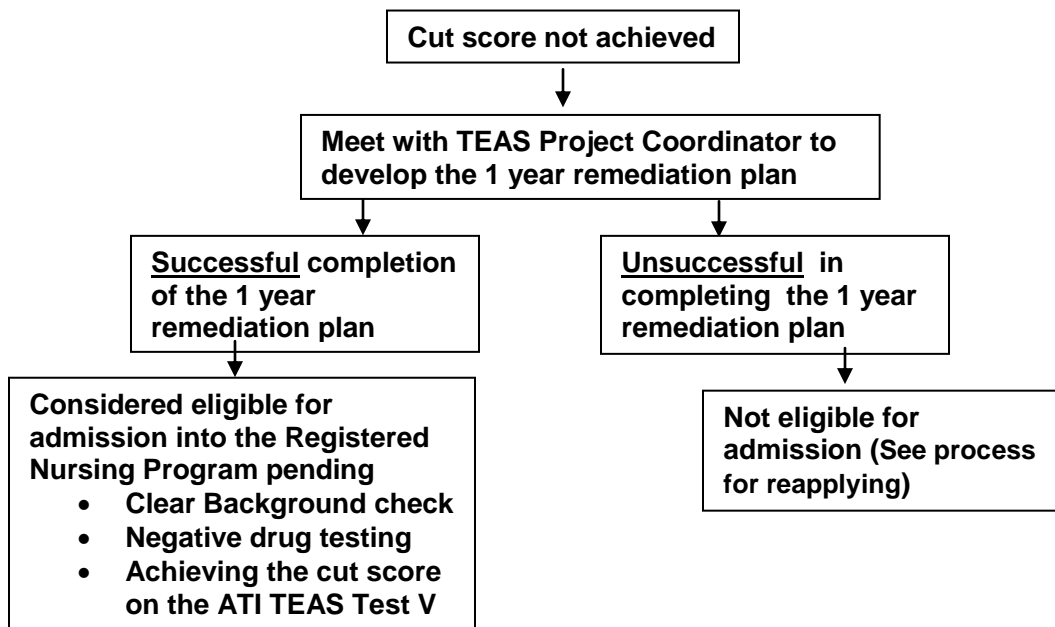 Cut score not achieved
Meet with TEAS Project Coordinator to
develop the 1 year remediation plan
Successful completion
of the 1 year
remediation plan
Unsuccessful in
completing the 1 year
remediation plan
Considered eligible for
admission into the Registered
Nursing Program pending
• Clear Background check
• Negative drug testing
• Achieving the cut score
on the ATI TEAS Test V
Not eligible for
admission (See process
for reapplying)